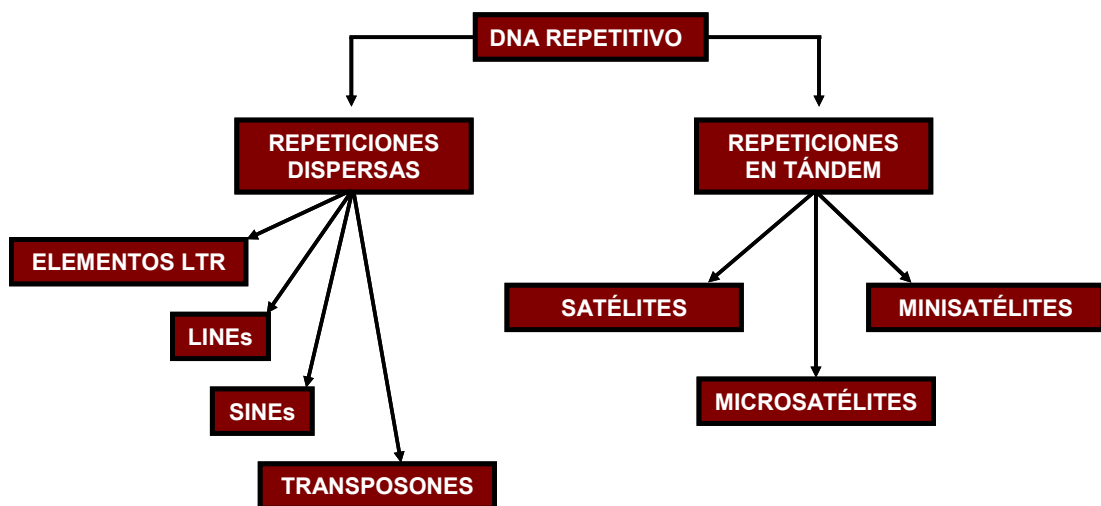 DNA REPETITIVO
REPETICIONES
DISPERSAS
REPETICIONES
EN TÁNDEM
ELEMENTOS LTR
LINEs
SINEs
TRANSPOSONES
SATÉLITES
MINISATÉLITES
MICROSATÉLITES